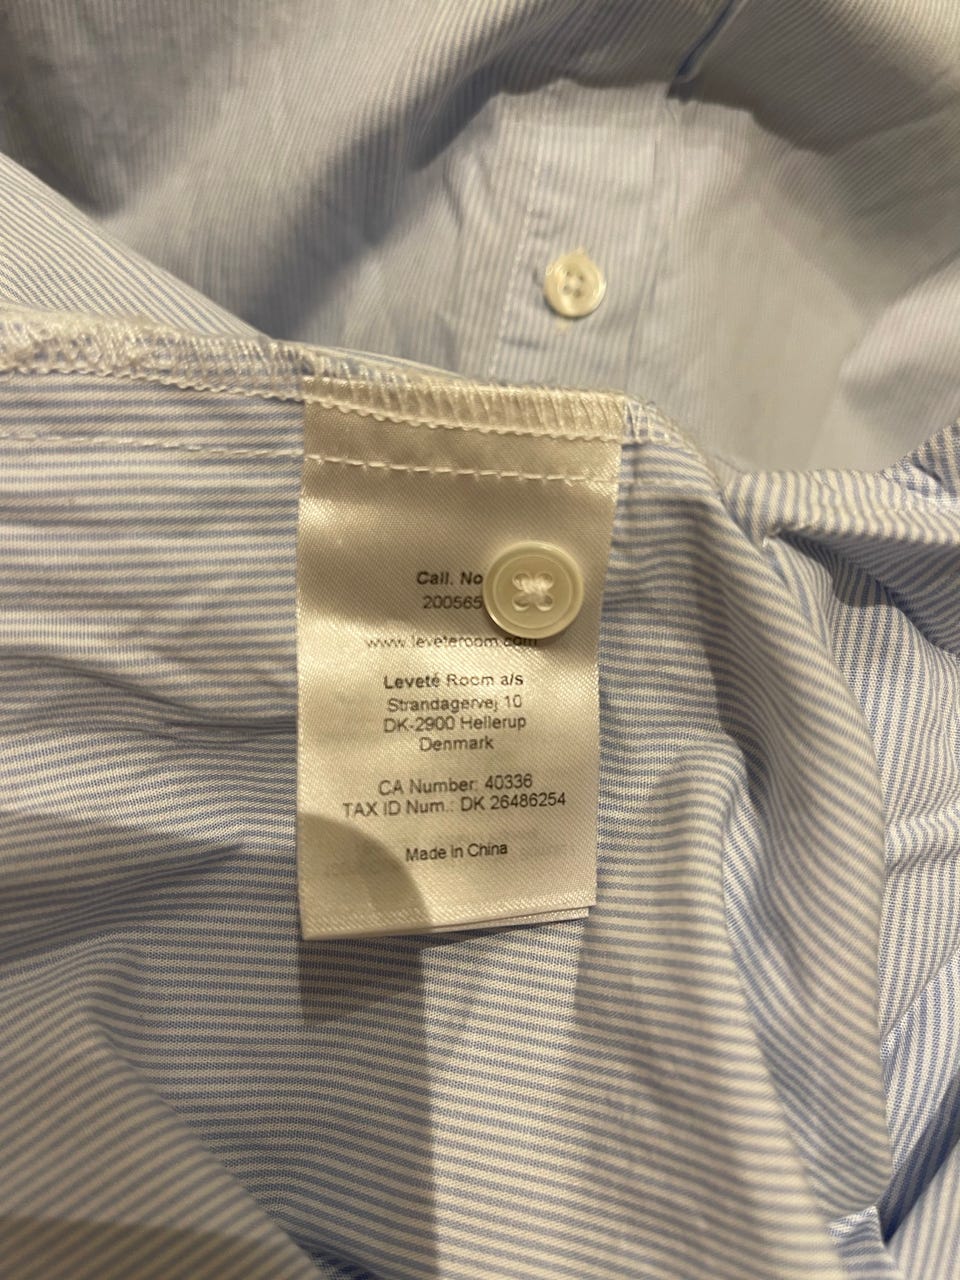 Call. No
200565
www.leveteroom.com
Leveté Room a/s
Strandagervej 10
DK-2900 Hellerup
Denmark
CA Number: 40336
TAX ID Num.: DK 26486254
Made in China